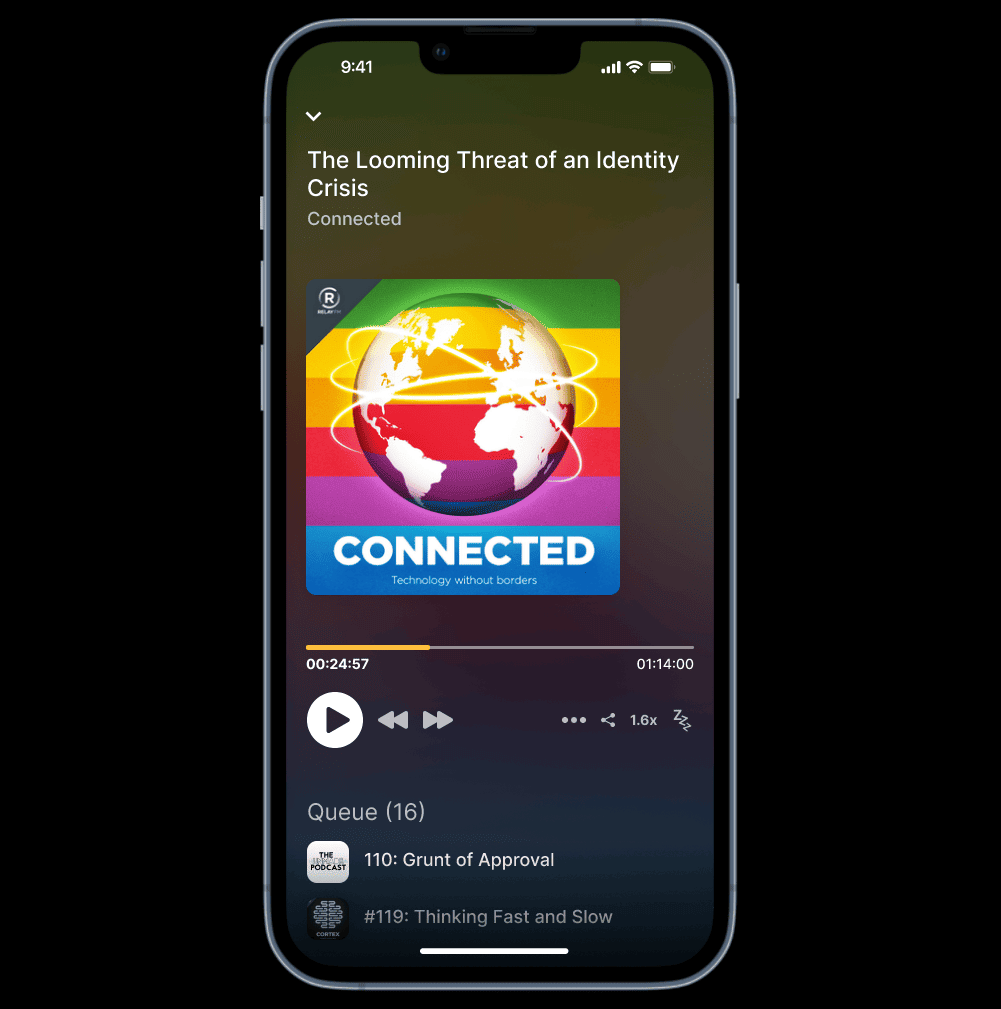 9:41
The Looming Threat of an Identity
Crisis
Connected
R
RELAY FM
CONNECTED
Technology without borders
00:24:57
01:14:00
1.6x
zzz
Queue (16)
THE
PODCAST
110: Grunt of Approval
CORTEX
#119: Thinking Fast and Slow